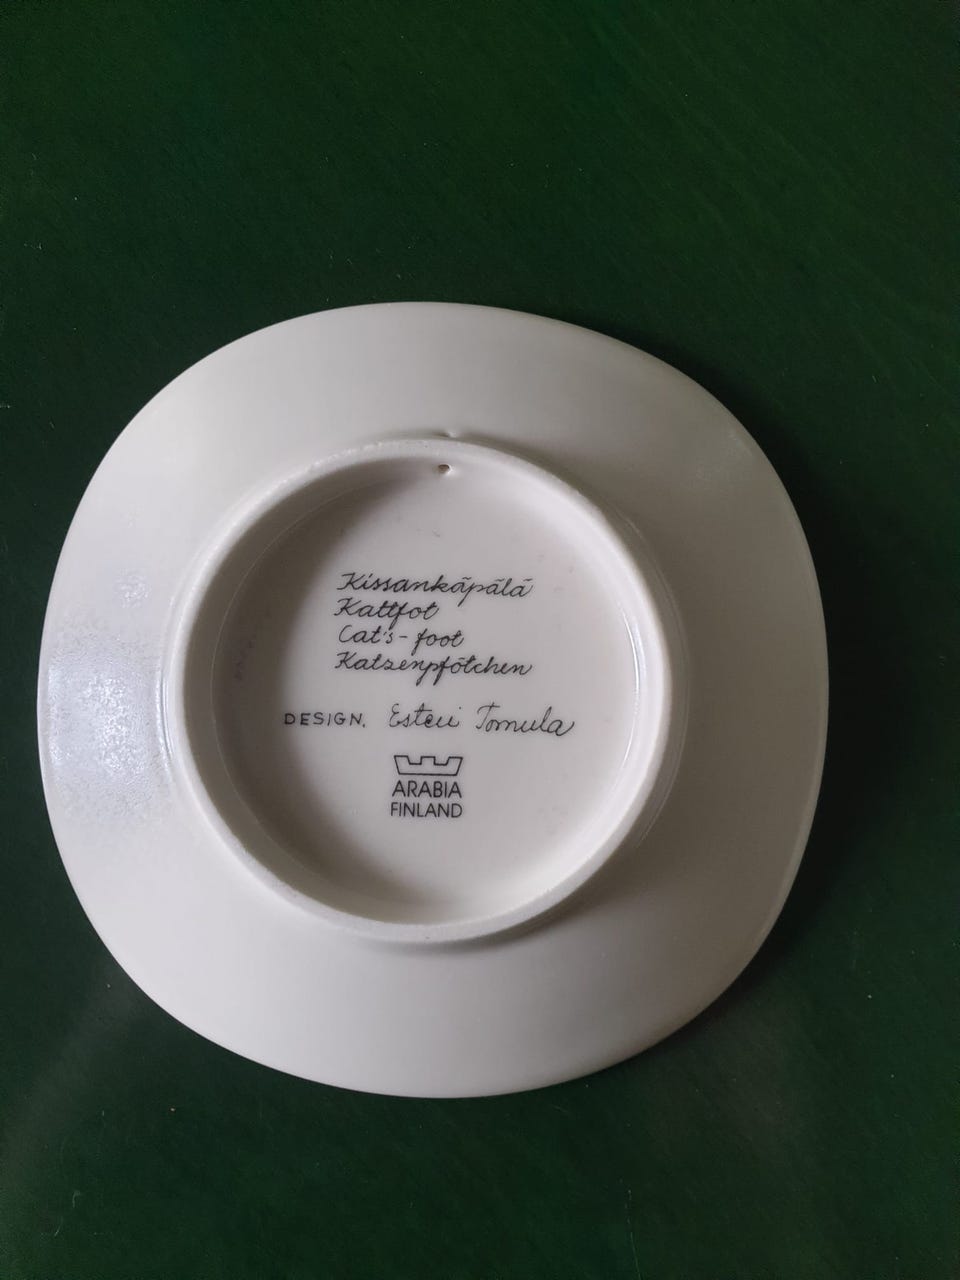 Kissankäpälä
Kattfot
Cat's-foot
Katzenpfötchen
DESIGN. Esteri Tomula
ARABIA
FINLAND